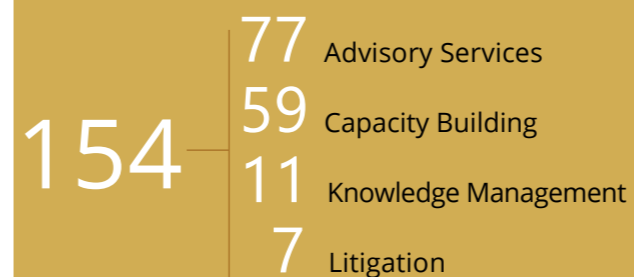 154
77 Advisory Services
59 Capacity Building
11 Knowledge Management
7 Litigation